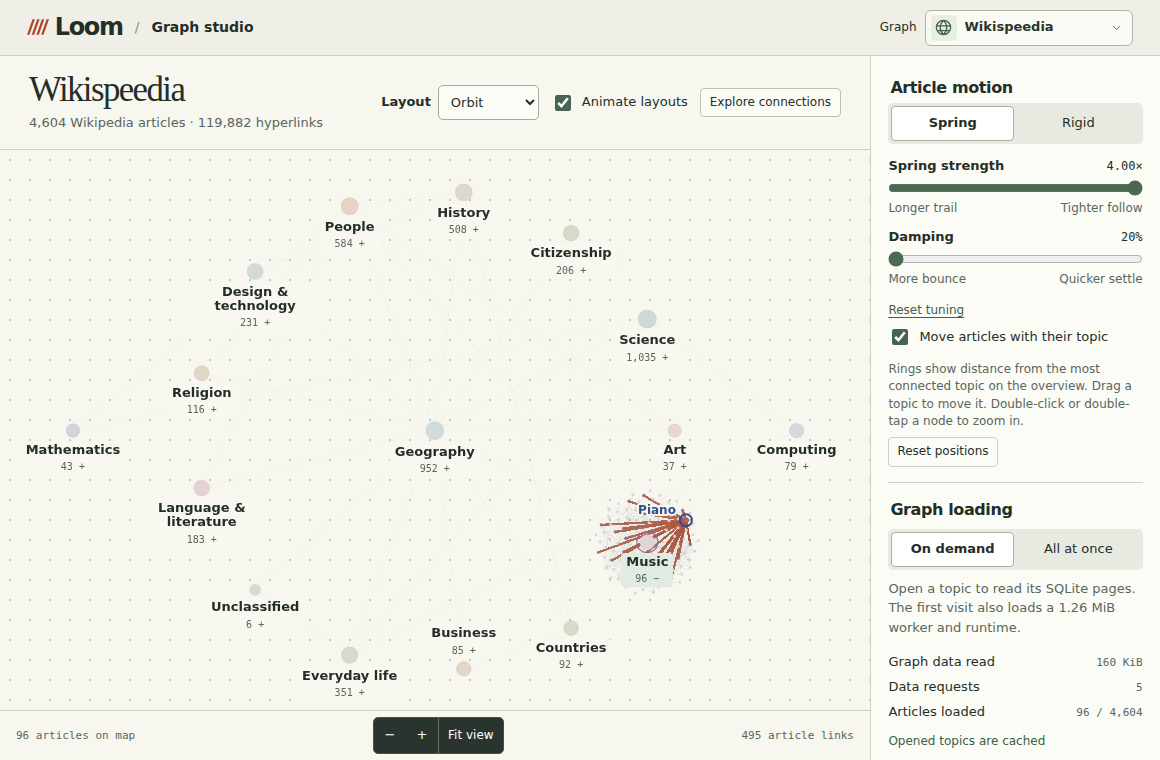 Loom / Graph studio
Graph Wikispeedia
Wikispeedia
4,604 Wikipedia articles · 119,882 hyperlinks
Layout Orbit Animate layouts Explore connections
People
584 +
History
508 +
Citizenship
206 +
Design &
technology
231 +
Science
1,035 +
Religion
116 +
Mathematics
43 +
Geography
952 +
Art
37 +
Computing
79 +
Language &
literature
183 +
Piano
Music
96 −
Unclassified
6 +
Business
85 +
Countries
92 +
Everyday life
351 +
96 articles on map
− + Fit view
495 article links
Article motion
Spring Rigid
Spring strength 4.00×
Longer trail Tighter follow
Damping 20%
More bounce Quicker settle
Reset tuning
Move articles with their topic
Rings show distance from the most
connected topic on the overview. Drag a
topic to move it. Double-click or double-
tap a node to zoom in.
Reset positions
Graph loading
On demand All at once
Open a topic to read its SQLite pages.
The first visit also loads a 1.26 MiB
worker and runtime.
Graph data read 160 KiB
Data requests 5
Articles loaded 96 / 4,604
Opened topics are cached